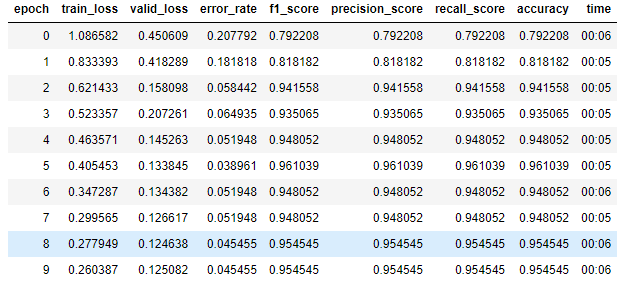 epoch train_loss valid_loss error_rate f1_score precision_score recall_score accuracy time
0 1.086582 0.450609 0.207792 0.792208 0.792208 0.792208 0.792208 00:06
1 0.833393 0.418289 0.181818 0.818182 0.818182 0.818182 0.818182 00:05
2 0.621433 0.158098 0.058442 0.941558 0.941558 0.941558 0.941558 00:05
3 0.523357 0.207261 0.064935 0.935065 0.935065 0.935065 0.935065 00:05
4 0.463571 0.145263 0.051948 0.948052 0.948052 0.948052 0.948052 00:05
5 0.405453 0.133845 0.038961 0.961039 0.961039 0.961039 0.961039 00:05
6 0.347287 0.134382 0.051948 0.948052 0.948052 0.948052 0.948052 00:06
7 0.299565 0.126617 0.051948 0.948052 0.948052 0.948052 0.948052 00:05
8 0.277949 0.124638 0.045455 0.954545 0.954545 0.954545 0.954545 00:06
9 0.260387 0.125082 0.045455 0.954545 0.954545 0.954545 0.954545 00:06